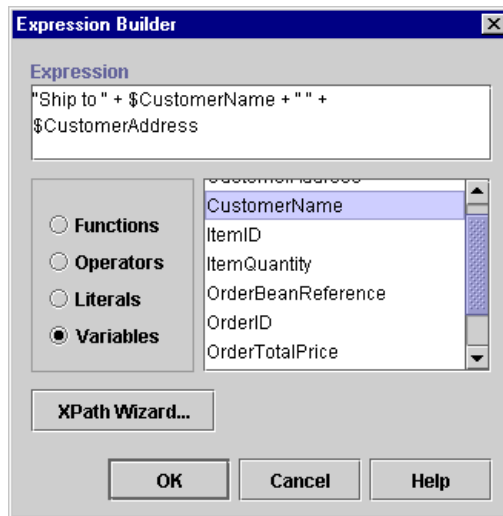 Expression Builder
Expression
"Ship to " + $CustomerName + " " +
$CustomerAddress
Functions
Operators
Literals
Variables
CustomerAddress
CustomerName
ItemID
ItemQuantity
OrderBeanReference
OrderID
OrderTotalPrice
XPath Wizard...
OK
Cancel
Help